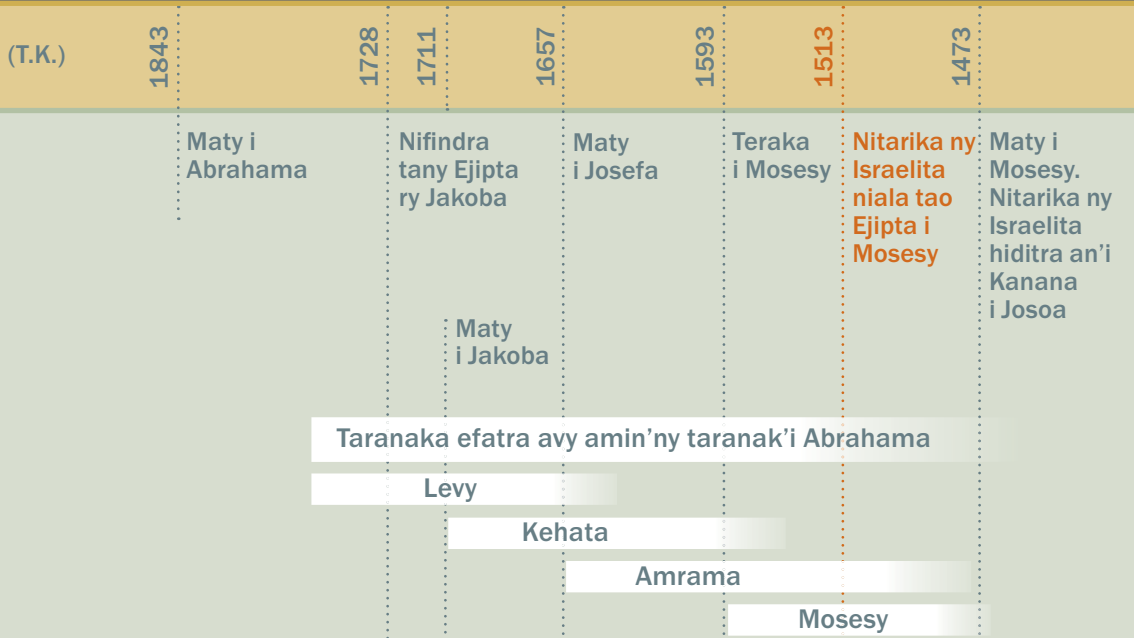 (T.K.)
1843
1728
1711
1657
1593
1513
1473
Maty i
Abrahama
Nifindra
tany Ejipta
ry Jakoba
Maty
i Jakoba
Maty
i Josefa
Teraka
i Mosesy
Nitarika ny
Israelita
niala tao
Ejipta i
Mosesy
Maty i
Mosesy.
Nitarika ny
Israelita
hiditra an’i
Kanana
i Josoa
Taranaka efatra avy amin’ny taranak’i Abrahama
Levy
Kehata
Amrama
Mosesy